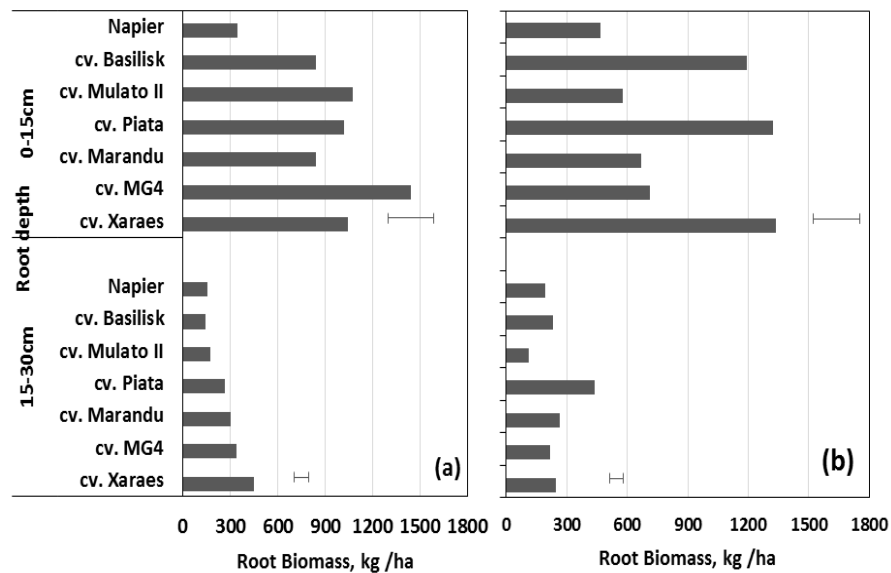 Root depth
0-15cm
Napier
cv. Basilisk
cv. Mulato II
cv. Piata
cv. Marandu
cv. MG4
cv. Xaraes
15-30cm
Napier
cv. Basilisk
cv. Mulato II
cv. Piata
cv. Marandu
cv. MG4
cv. Xaraes
(a)
0 300 600 900 1200 1500 1800
Root Biomass, kg /ha
(b)
0 300 600 900 1200 1500 1800
Root Biomass, kg /ha